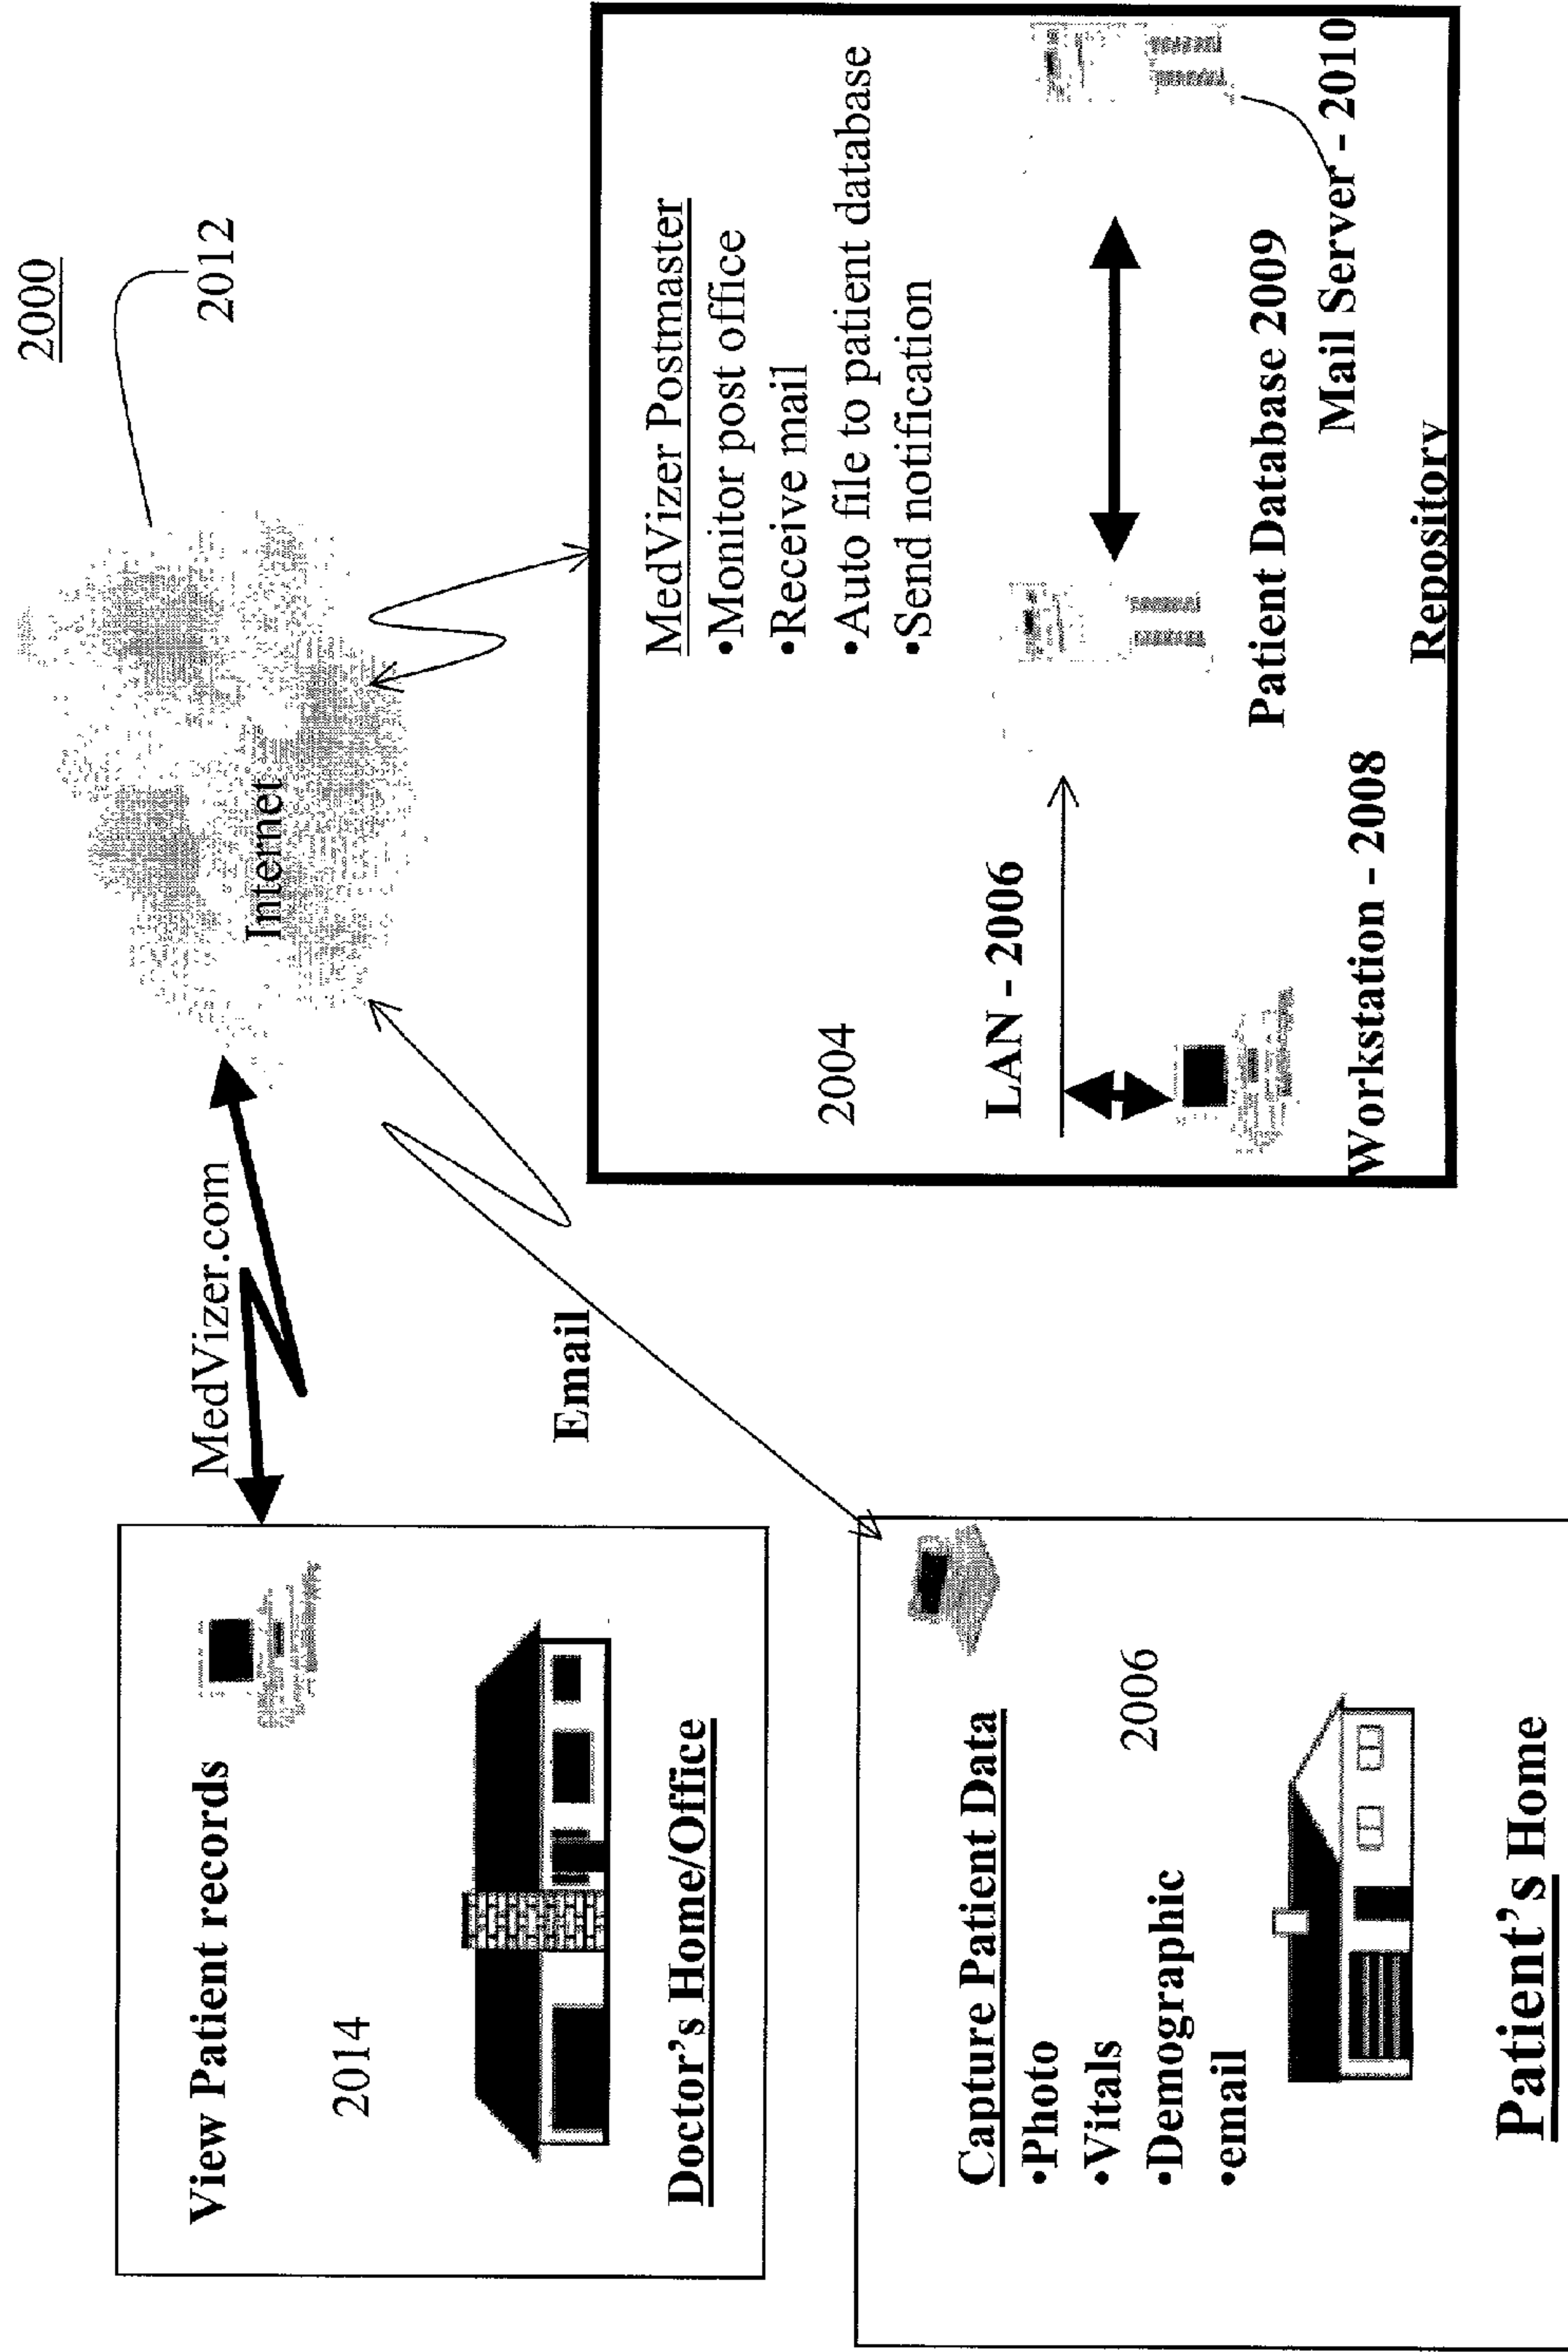 2000
2012
Internet
MedVizer.com
View Patient records
2014
Doctor's Home/Office
Email
Capture Patient Data
•Photo
•Vitals
•Demographic
•email
2006
Patient's Home
MedVizer Postmaster
•Monitor post office
•Receive mail
•Auto file to patient database
•Send notification
2004
LAN - 2006
Workstation - 2008
Patient Database 2009
Mail Server - 2010
Repository